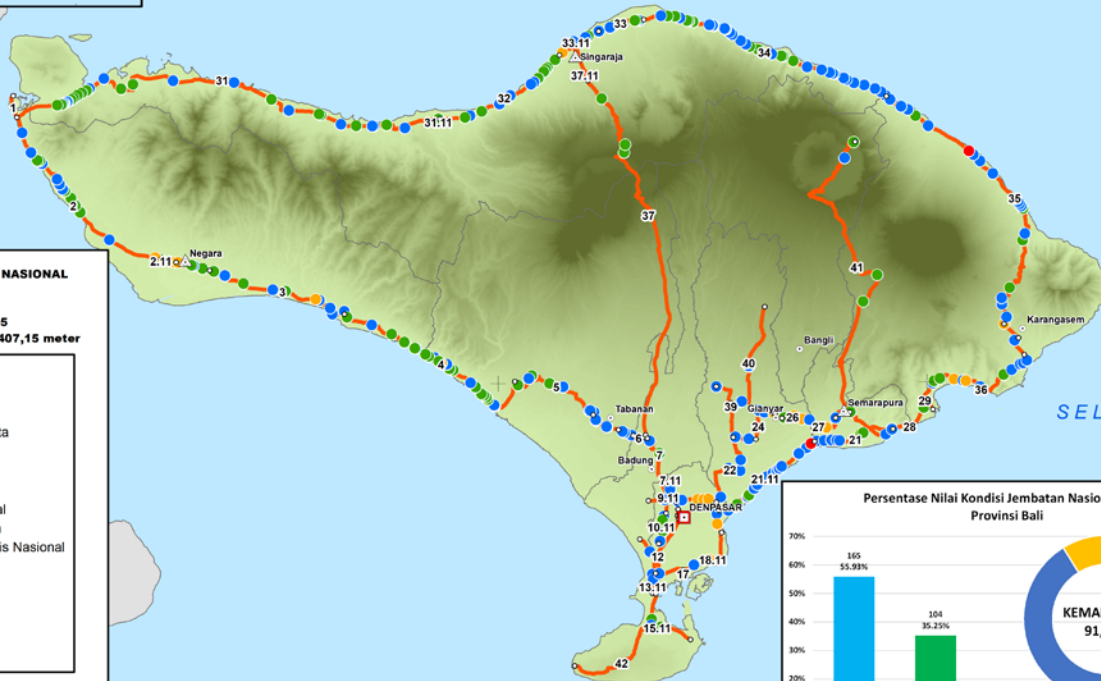 33
33.11
Singaraja
34
37.11
31
32
1
31.11
35
2
37
Negara
2.11
41
NASIONAL
3
5
407,15 meter
Karangasem
Bangli
40
4
36
5
29
Semarapura
Tabanan
39
Gianyar
26
SEL
24
27
28
6
21
7
Badung
22
7.11
21.11
9.11
DENPASAR
10.11
12
18.11
17
13.11
15.11
42
ta
al
is Nasional
Persentase Nilai Kondisi Jembatan Nasio
Provinsi Bali
70%
165
55.93%
60%
50%
104
35.25%
40%
30%
20%
KEMA
91,